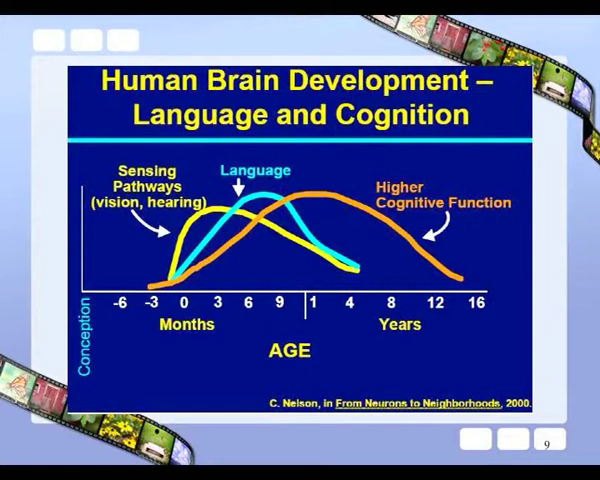 Human Brain Development –
Language and Cognition
Sensing
Pathways
(vision, hearing)
Language
Higher
Cognitive Function
Conception
-6 -3 0 3 6 9 1 4 8 12 16
Months Years
AGE
C. Nelson, in From Neurons to Neighborhoods, 2000.
9